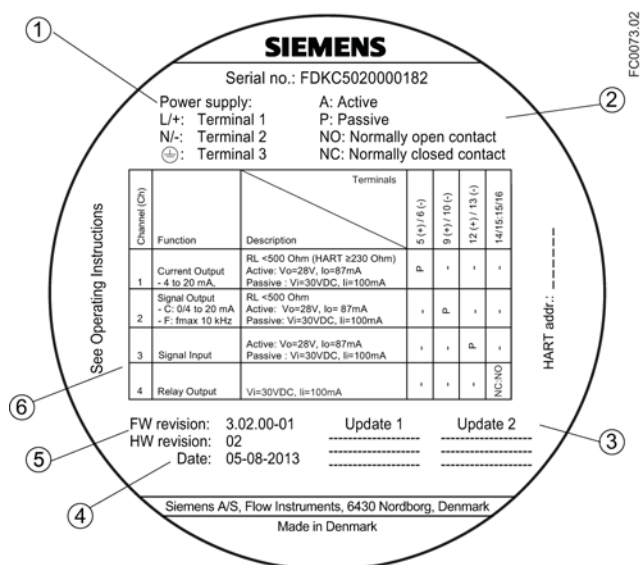 FC0073.02
1
SIEMENS
Serial no.: FDKC5020000182
Power supply: A: Active
L/+: Terminal 1 P: Passive
N/-: Terminal 2 NO: Normally open contact
: Terminal 3 NC: Normally closed contact
2
See Operating Instructions
Channel (Ch)
Function
Description
Terminals
5 (+) / 6 (-)
9 (+) / 10 (-)
12 (+) / 13 (-)
14/15:15/16
1
Current Output
- 4 to 20 mA,
RL <500 Ohm (HART ≥230 Ohm)
Active: Vo=28V, Io=87mA
Passive : Vi=30VDC, Ii=100mA
P - - -
2
Signal Output
- C: 0/4 to 20 mA
- F: fmax 10 kHz
RL <500 Ohm
Active: Vo=28V, Io= 87mA
Passive: Vi=30VDC, Ii=100mA
- P - -
3
Signal Input
Active: Vo=28V, Io=87mA
Passive : Vi=30VDC, Ii=100mA
- - P -
4
Relay Output
Vi=30VDC, Ii=100mA
- - - NC:NO
HART addr.: ------
6
FW revision: 3.02.00-01 Update 1 Update 2
HW revision: 02
Date: 05-08-2013
5
4
3
Siemens A/S, Flow Instruments, 6430 Nordborg, Denmark
Made in Denmark